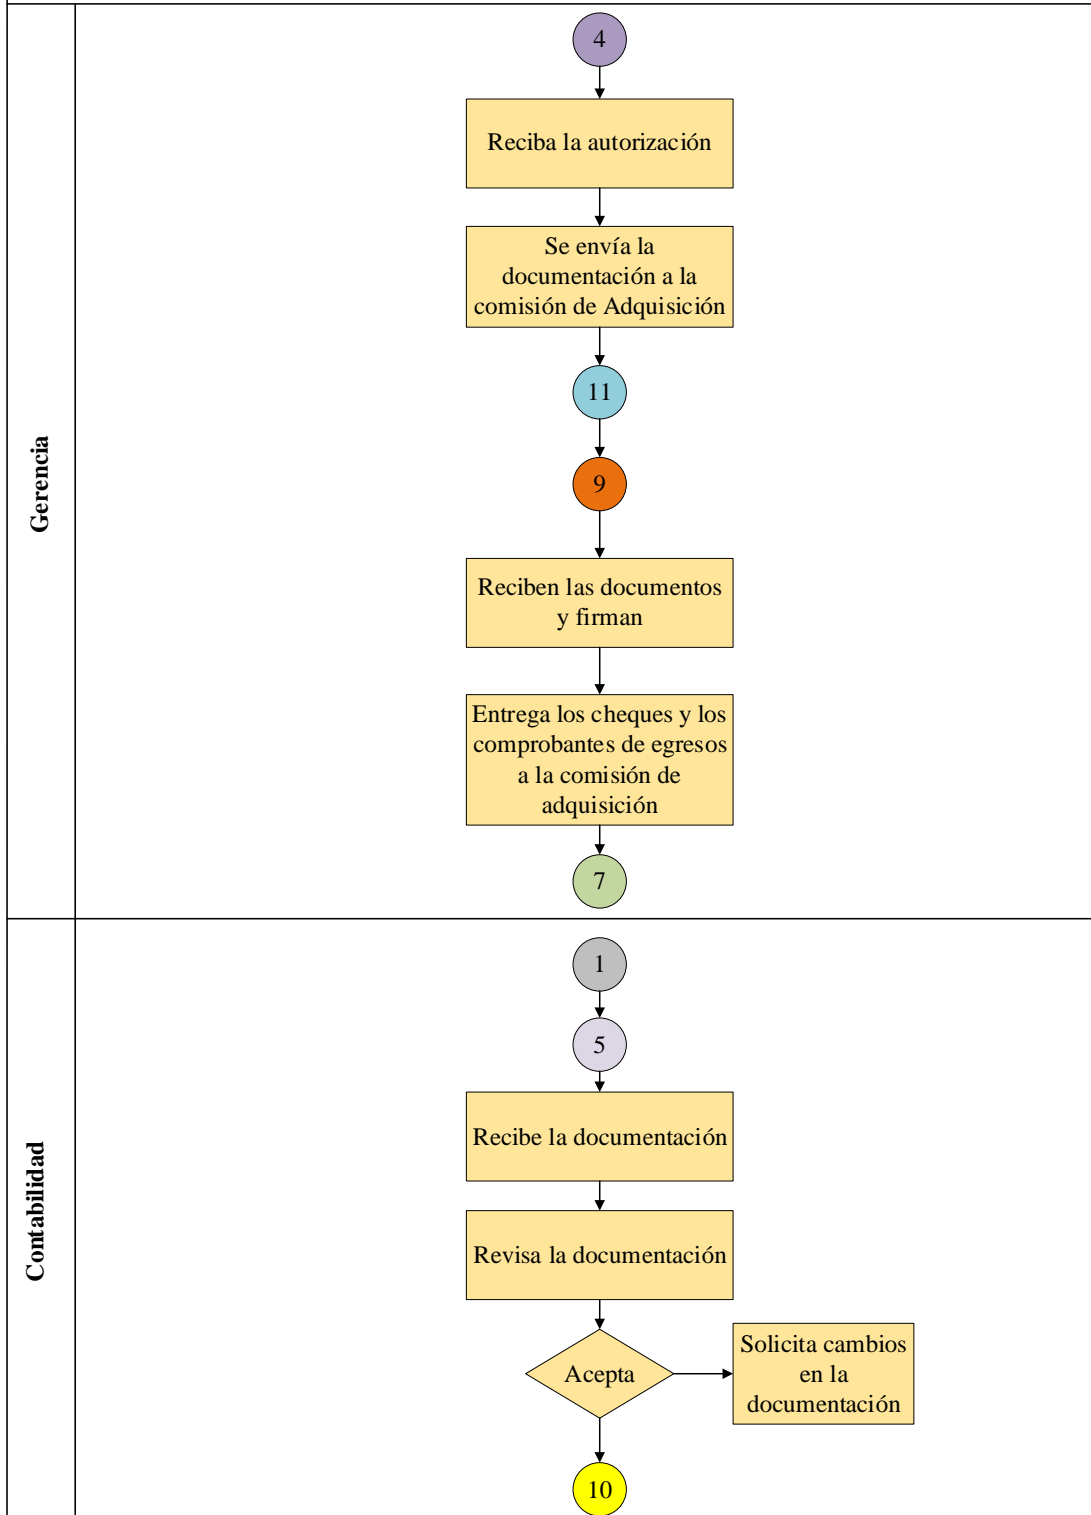 Gerencia
4
Reciba la autorización
Se envía la
documentación a la
comisión de Adquisición
11
9
Reciben las documentos
y firman
Entrega los cheques y los
comprobantes de egresos
a la comisión de
adquisición
7
Contabilidad
1
5
Recibe la documentación
Revisa la documentación
Acepta
Solicita cambios
en la
documentación
10